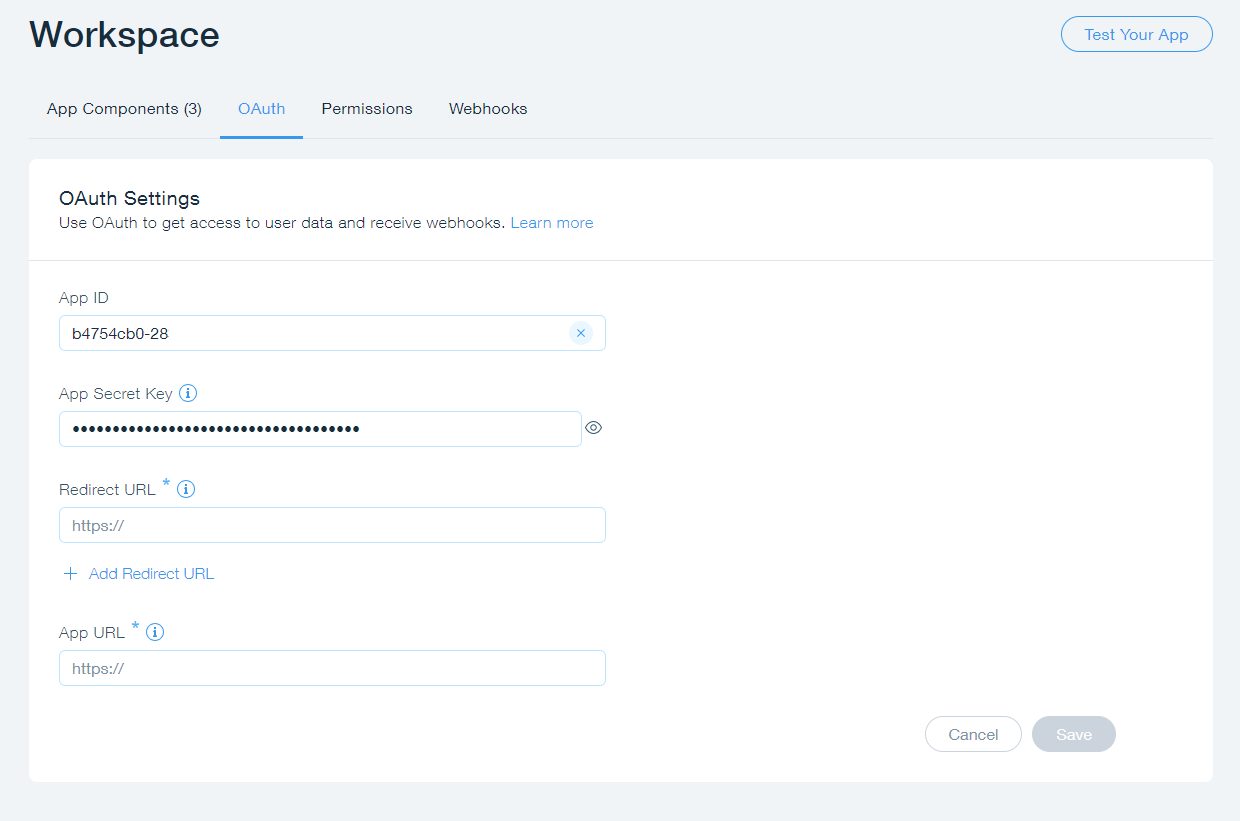 Workspace
Test Your App
App Components (3)
OAuth
Permissions
Webhooks
OAuth Settings
Use OAuth to get access to user data and receive webhooks. Learn more
App ID
b4754cb0-28
App Secret Key
••••••••••••••••••••••••••••••••••••
Redirect URL *
https://
+ Add Redirect URL
App URL *
https://
Cancel
Save